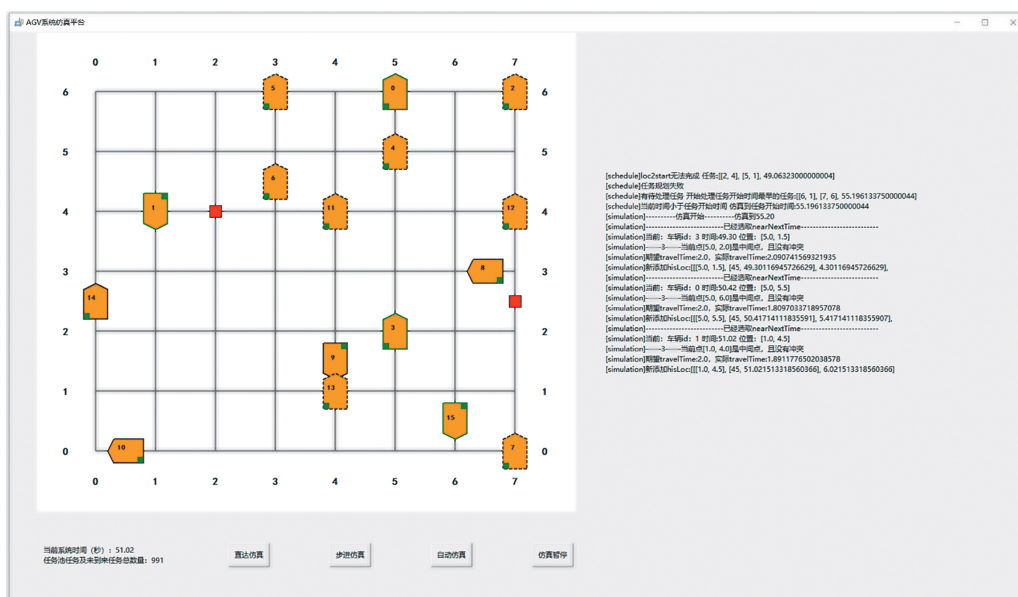 AGV系统仿真平台
0 1 2 3 4 5 6 7
5 0 2
6 6
4
5 5
6
1 11 12
4 4
8
3 3
14
3
2 2
9
13
1 1
15
10 7
0 0
0 1 2 3 4 5 6 7
[schedule]loc2start无法完成 任务:[[2, 4], [5, 1], 49.06323000000004]
[schedule]任务规划失败
[schedule]有待处理任务 开始处理任务开始时间最早的任务:[[6, 1], [7, 6], 55.196133750000044]
[schedule]当前时间小于任务开始时间 仿真到任务开始时间:55.196133750000044
[simulation]----------仿真开始----------仿真到55.20
[simulation]--------------------------已经选取nearNextTime--------------------------
[simulation]当前：车辆id：3 时间:49.30 位置：[5.0, 1.5]
[simulation]-----3-----当前点[5.0, 2.0]是中间点，且没有冲突
[simulation]期望travelTime:2.0，实际travelTime:2.090741569321935
[simulation]新添加hisLoc:[[[5.0, 1.5], [45, 49.30116945726629], 4.30116945726629],
[simulation]--------------------------已经选取nearNextTime--------------------------
[simulation]当前：车辆id：0 时间:50.42 位置：[5.0, 5.5]
[simulation]-----3-----当前点[5.0, 6.0]是中间点，且没有冲突
[simulation]期望travelTime:2.0，实际travelTime:1.8097033718957078
[simulation]新添加hisLoc:[[[5.0, 5.5], [45, 50.41714111835591], 5.417141118355907],
[simulation]--------------------------已经选取nearNextTime--------------------------
[simulation]当前：车辆id：1 时间:51.02 位置：[1.0, 4.5]
[simulation]-----3-----当前点[1.0, 4.0]是中间点，且没有冲突
[simulation]期望travelTime:2.0，实际travelTime:1.8911776502038578
[simulation]新添加hisLoc:[[[1.0, 4.5], [45, 51.021513318560366], 6.021513318560366]
当前系统时间（秒）：51.02
任务池任务及未到来任务总数量：991
直达仿真 步进仿真 自动仿真 仿真暂停